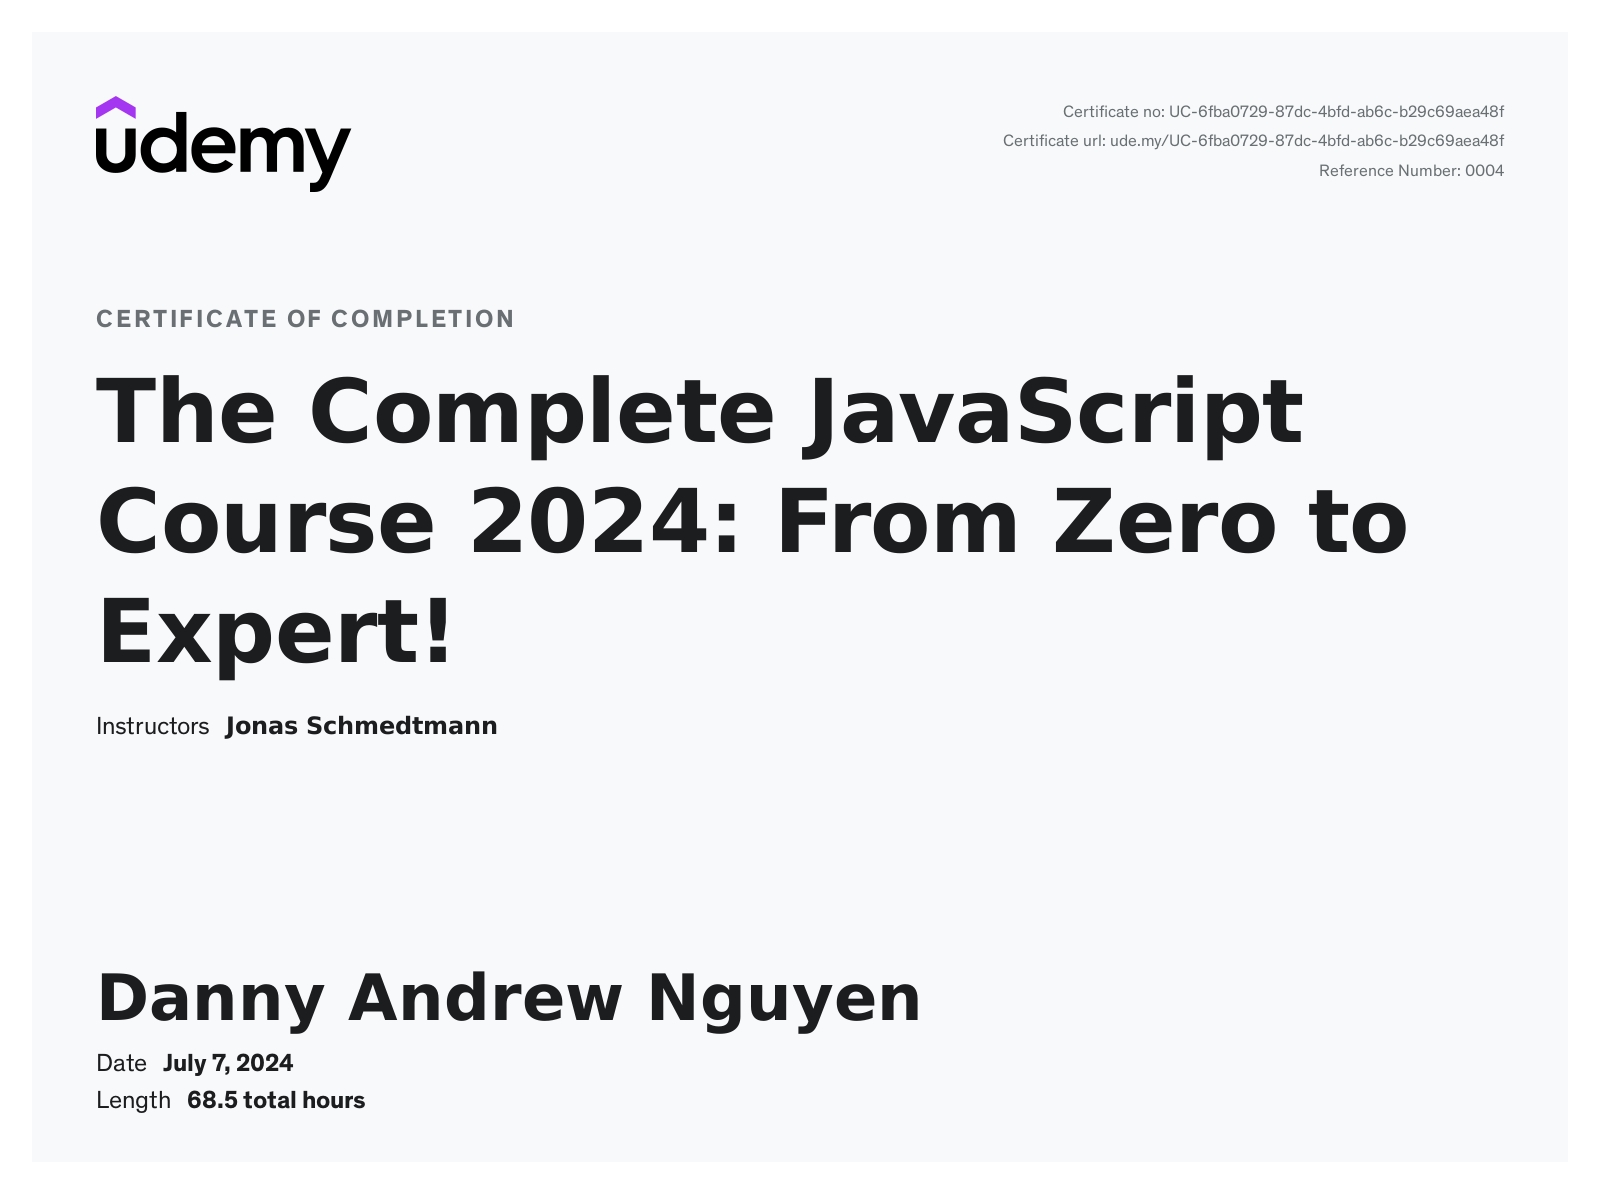 udemy
Certificate no: UC-6fba0729-87dc-4bfd-ab6c-b29c69aea48f
Certificate url: ude.my/UC-6fba0729-87dc-4bfd-ab6c-b29c69aea48f
Reference Number: 0004
CERTIFICATE OF COMPLETION
The Complete JavaScript
Course 2024: From Zero to
Expert!
Instructors Jonas Schmedtmann
Danny Andrew Nguyen
Date July 7, 2024
Length 68.5 total hours